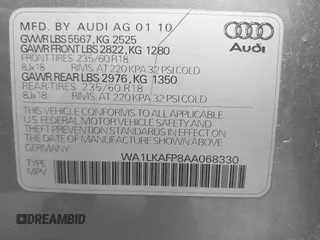 MFD. BY AUDI AG 01 10
GWWR LBS 5567, KG 2525
GAWR FRONT LBS 2822, KG 1280
FRONT-TIRES 235/60 R18
8Jx18 RIMS, AT 220 KPA 32 PSI COLD
GAWR REAR LBS 2976, KG 1350
REAR-TIRES 235/60 R18
8Jx18 RIMS, AT 220 KPA 32 PSI COLD
Audi
THIS VEHICLE CONFORMS TO ALL APPLICABLE
U.S. FEDERAL MOTOR VEHICLE SAFETY AND
THEFT PREVENTION STANDARDS IN EFFECT ON
THE DATE OF MANUFACTURE SHOWN ABOVE.
WA1LKAFP8AA068330
TYPE
MPV
DREAMBID